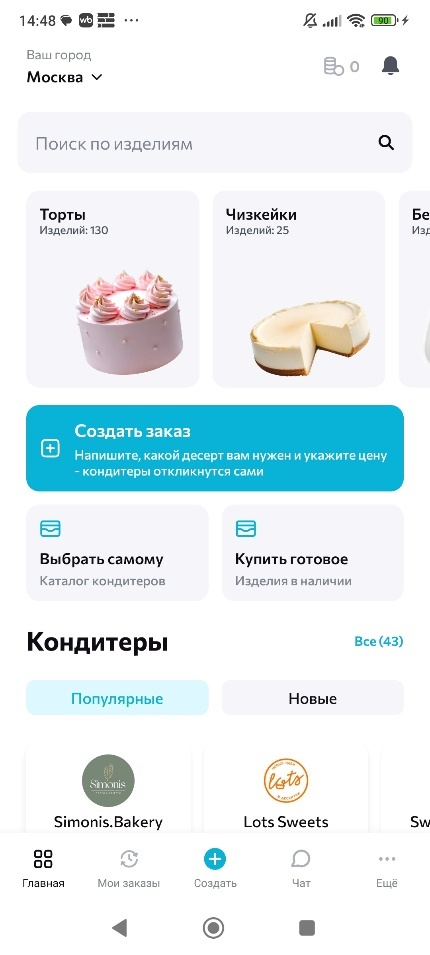 14:48 wb ... 90
Ваш город
Москва
0
Поиск по изделиям
Торты
Изделий: 130
Чизкейки
Изделий: 25
Бе
Изд
Создать заказ
Напишите, какой десерт вам нужен и укажите цену
- кондитеры откликнутся сами
Выбрать самому
Каталог кондитеров
Купить готовое
Изделия в наличии
Кондитеры
Все (43)
Популярные
Новые
Simonis
Lots
Simonis.Bakery
Lots Sweets
Sw
Главная
Мои заказы
Создать
Чат
Ещё